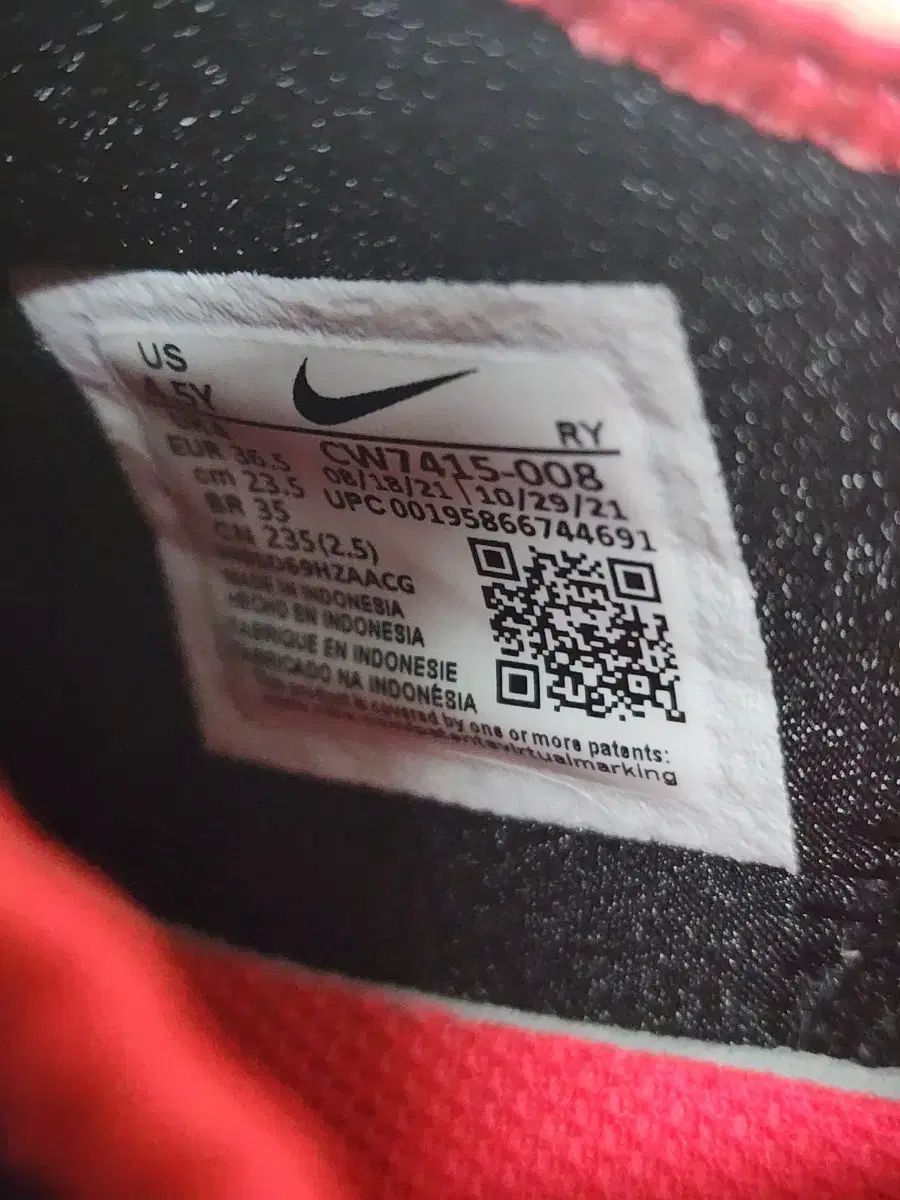 US
4.5Y
RY
EUR 36.5
cm 23.5
BR 35
CN 235(2.5)
CW7415-008
08/18/21 \ 10/29/21
UPC 00195866744691
MADE IN INDONESIA
HECHO EN INDONESIA
FABRIQUE EN INDONESIE
FABRICADO NA INDONÉSIA
This product is covered by one or more patents: